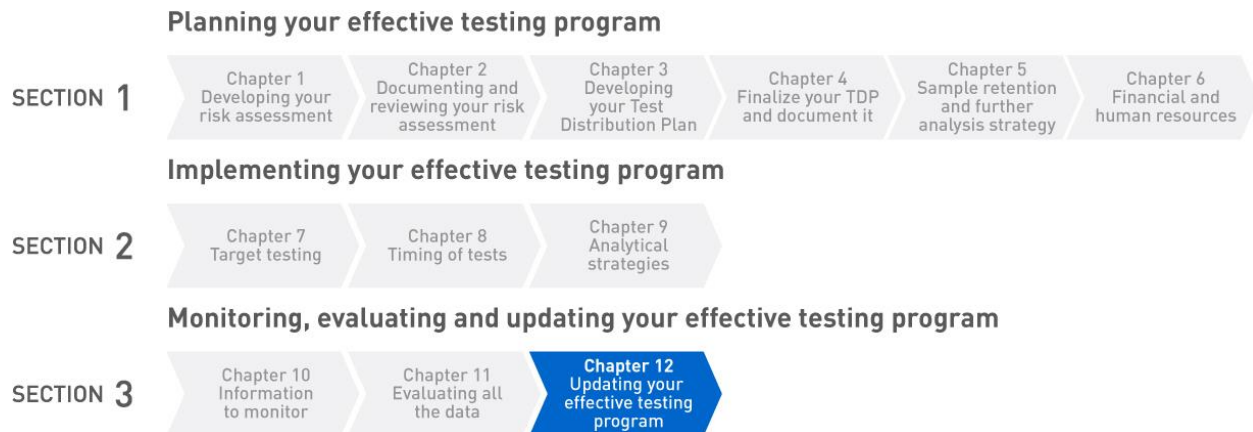 Planning your effective testing program
SECTION 1
Chapter 1
Developing your
risk assessment
Chapter 2
Documenting and
reviewing your risk
assessment
Chapter 3
Developing
your Test
Distribution Plan
Chapter 4
Finalize your TDP
and document it
Chapter 5
Sample retention
and further
analysis strategy
Chapter 6
Financial and
human resources
Implementing your effective testing program
SECTION 2
Chapter 7
Target testing
Chapter 8
Timing of tests
Chapter 9
Analytical
strategies
Monitoring, evaluating and updating your effective testing program
SECTION 3
Chapter 10
Information
to monitor
Chapter 11
Evaluating all
the data
Chapter 12
Updating your
effective testing
program